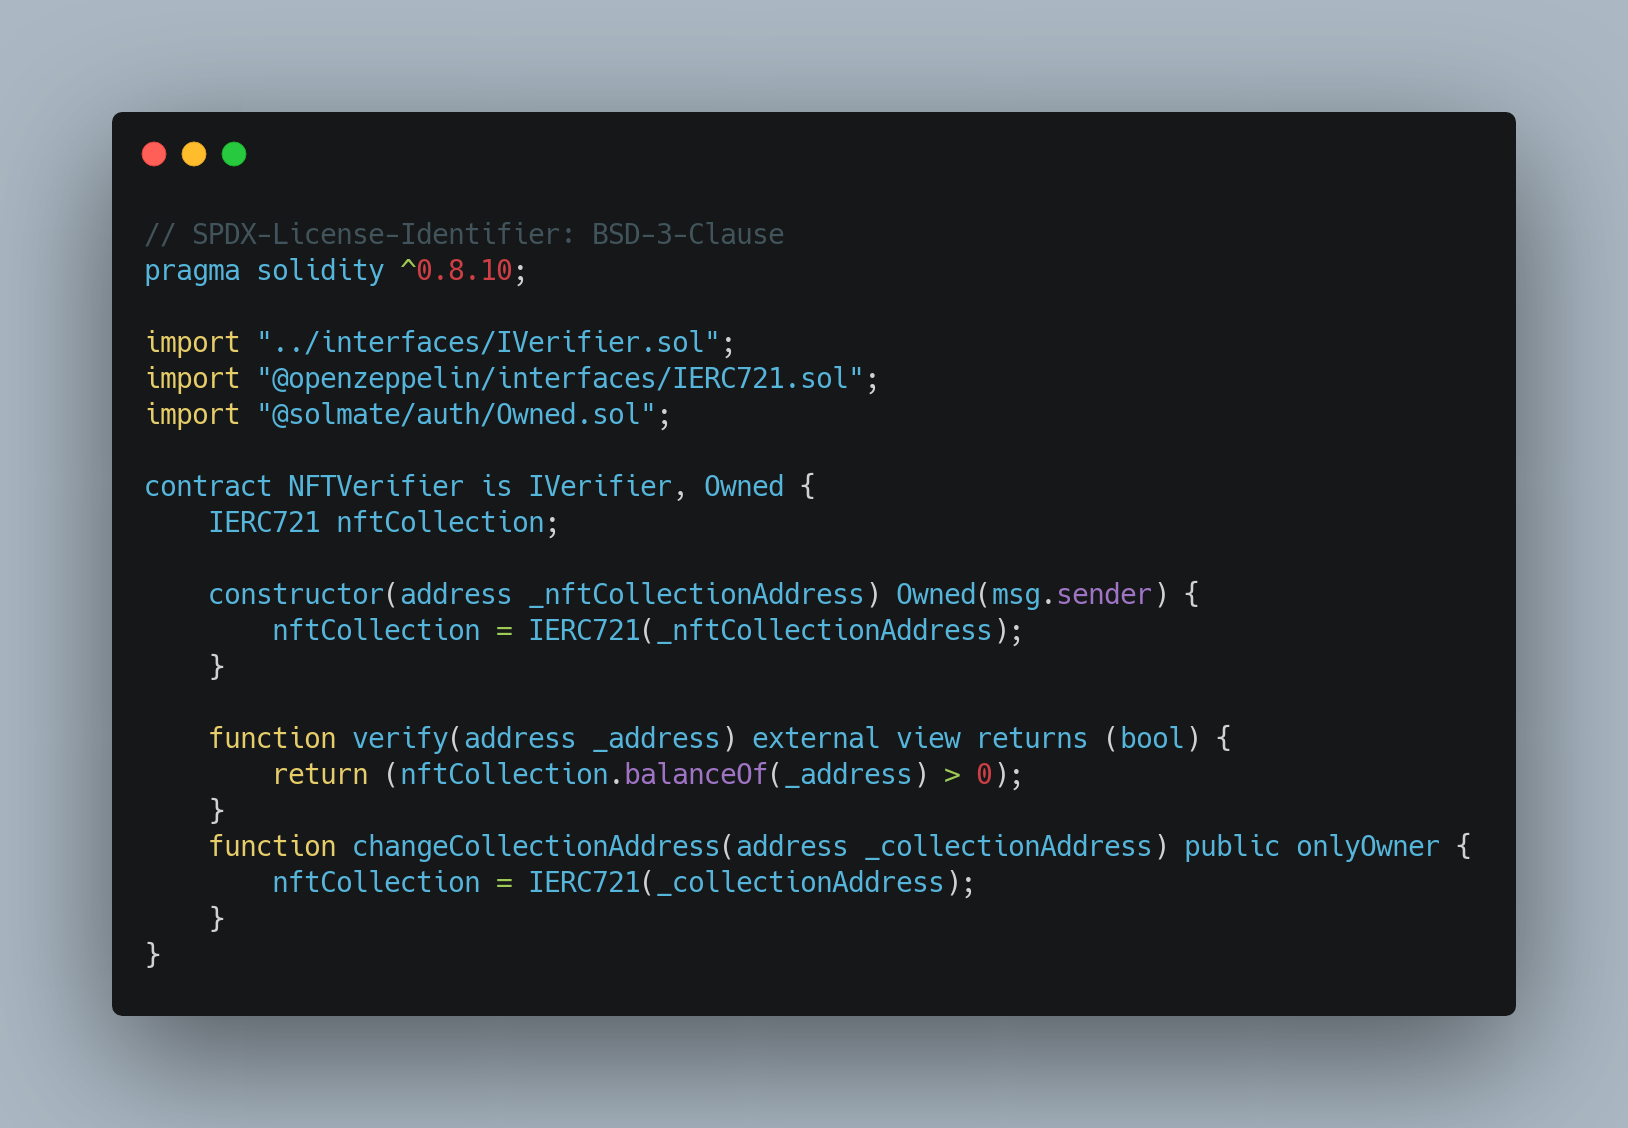 // SPDX-License-Identifier: BSD-3-Clause
pragma solidity ^0.8.10;

import "../interfaces/IVerifier.sol";
import "@openzeppelin/interfaces/IERC721.sol";
import "@solmate/auth/Owned.sol";

contract NFTVerifier is IVerifier, Owned {
    IERC721 nftCollection;

    constructor(address _nftCollectionAddress) Owned(msg.sender) {
        nftCollection = IERC721(_nftCollectionAddress);
    }

    function verify(address _address) external view returns (bool) {
        return (nftCollection.balanceOf(_address) > 0);
    }
    function changeCollectionAddress(address _collectionAddress) public onlyOwner {
        nftCollection = IERC721(_collectionAddress);
    }
}